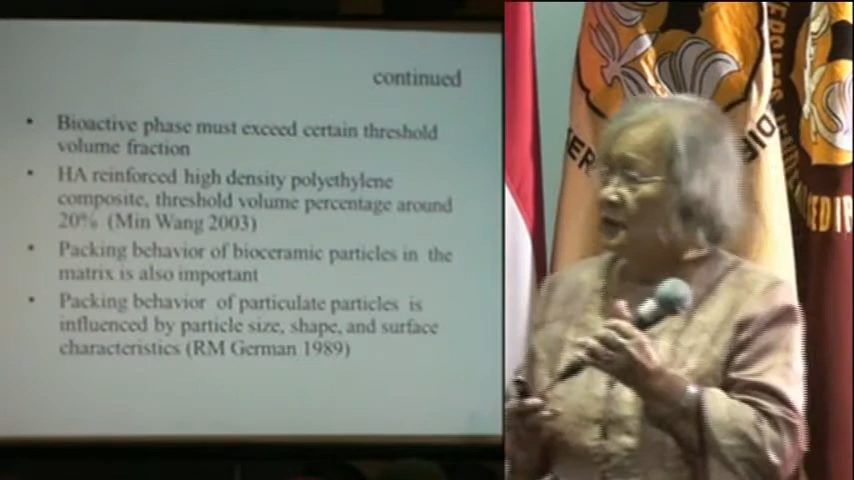 continued
• Bioactive phase must exceed certain threshold
volume fraction
• HA reinforced high density polyethylene
composite, threshold volume percentage around
20% (Min Wang 2003)
• Packing behavior of bioceramic particles in the
matrix is also important
• Packing behavior of particulate particles is
influenced by particle size, shape, and surface
characteristics (RM German 1989)